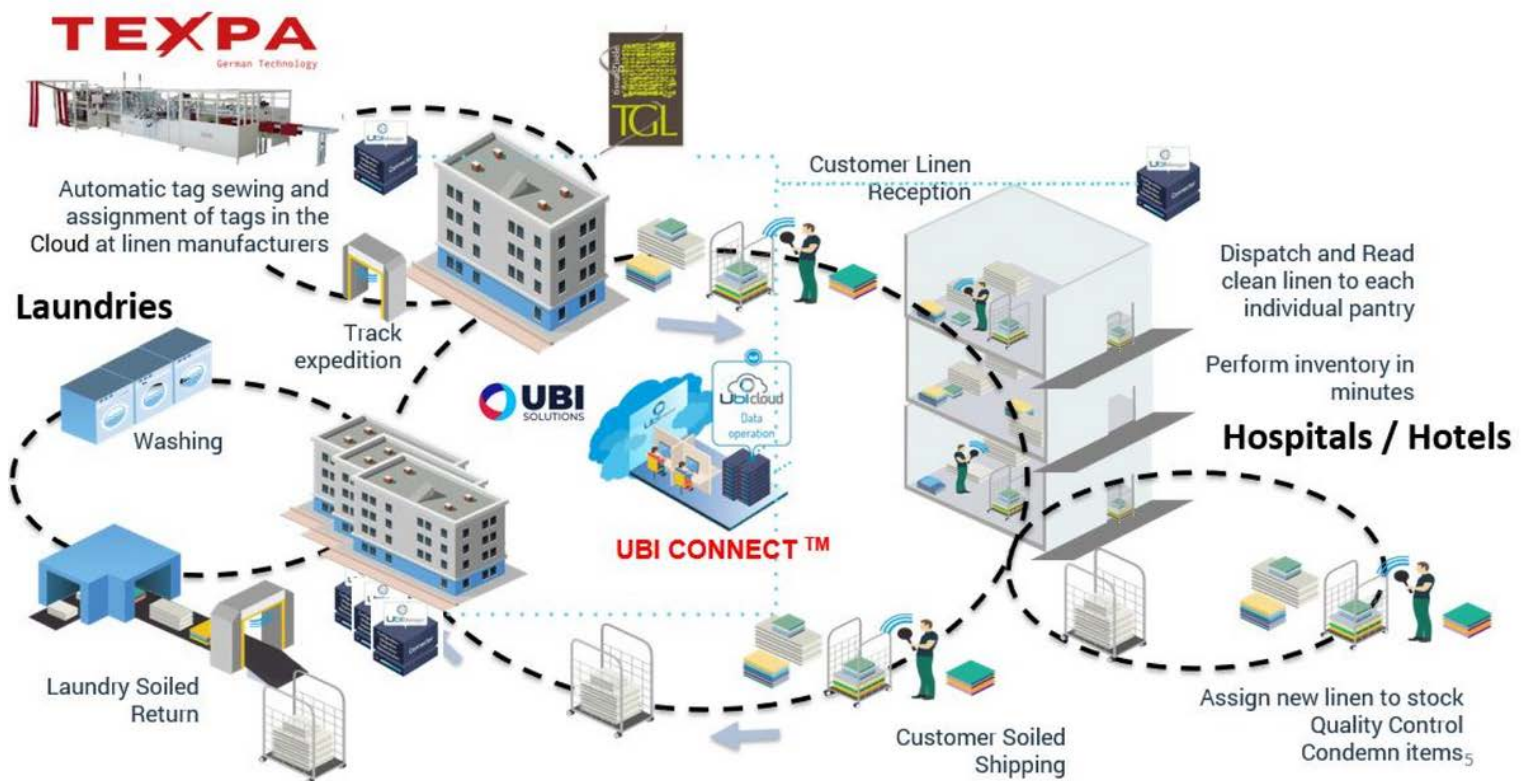 TEXPA
German Technology
TGL
Automatic tag sewing and
assignment of tags in the
Cloud at linen manufacturers
Customer Linen
Reception
Dispatch and Read
clean linen to each
individual pantry
Laundries
Track
expedition
Perform inventory in
minutes
Washing
UBI
SOLUTIONS
Ubicloud
Data
operation
Hospitals / Hotels
UBI CONNECT ™
Laundry Soiled
Return
Customer Soiled
Shipping
Assign new linen to stock
Quality Control
Condemn items
5